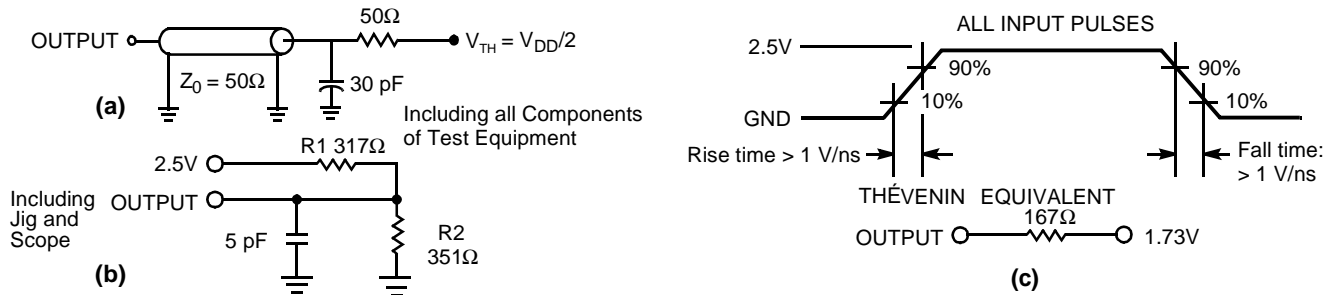 OUTPUT
Z0 = 50Ω
50Ω
VTH = VDD/2
30 pF
(a)
Including all Components
of Test Equipment
R1 317Ω
2.5V
OUTPUT
Including
Jig and
Scope
5 pF
R2
351Ω
(b)
ALL INPUT PULSES
2.5V
GND
90%
10%
90%
10%
Rise time > 1 V/ns
Fall time:
> 1 V/ns
THÉVENIN EQUIVALENT
167Ω
OUTPUT
1.73V
(c)